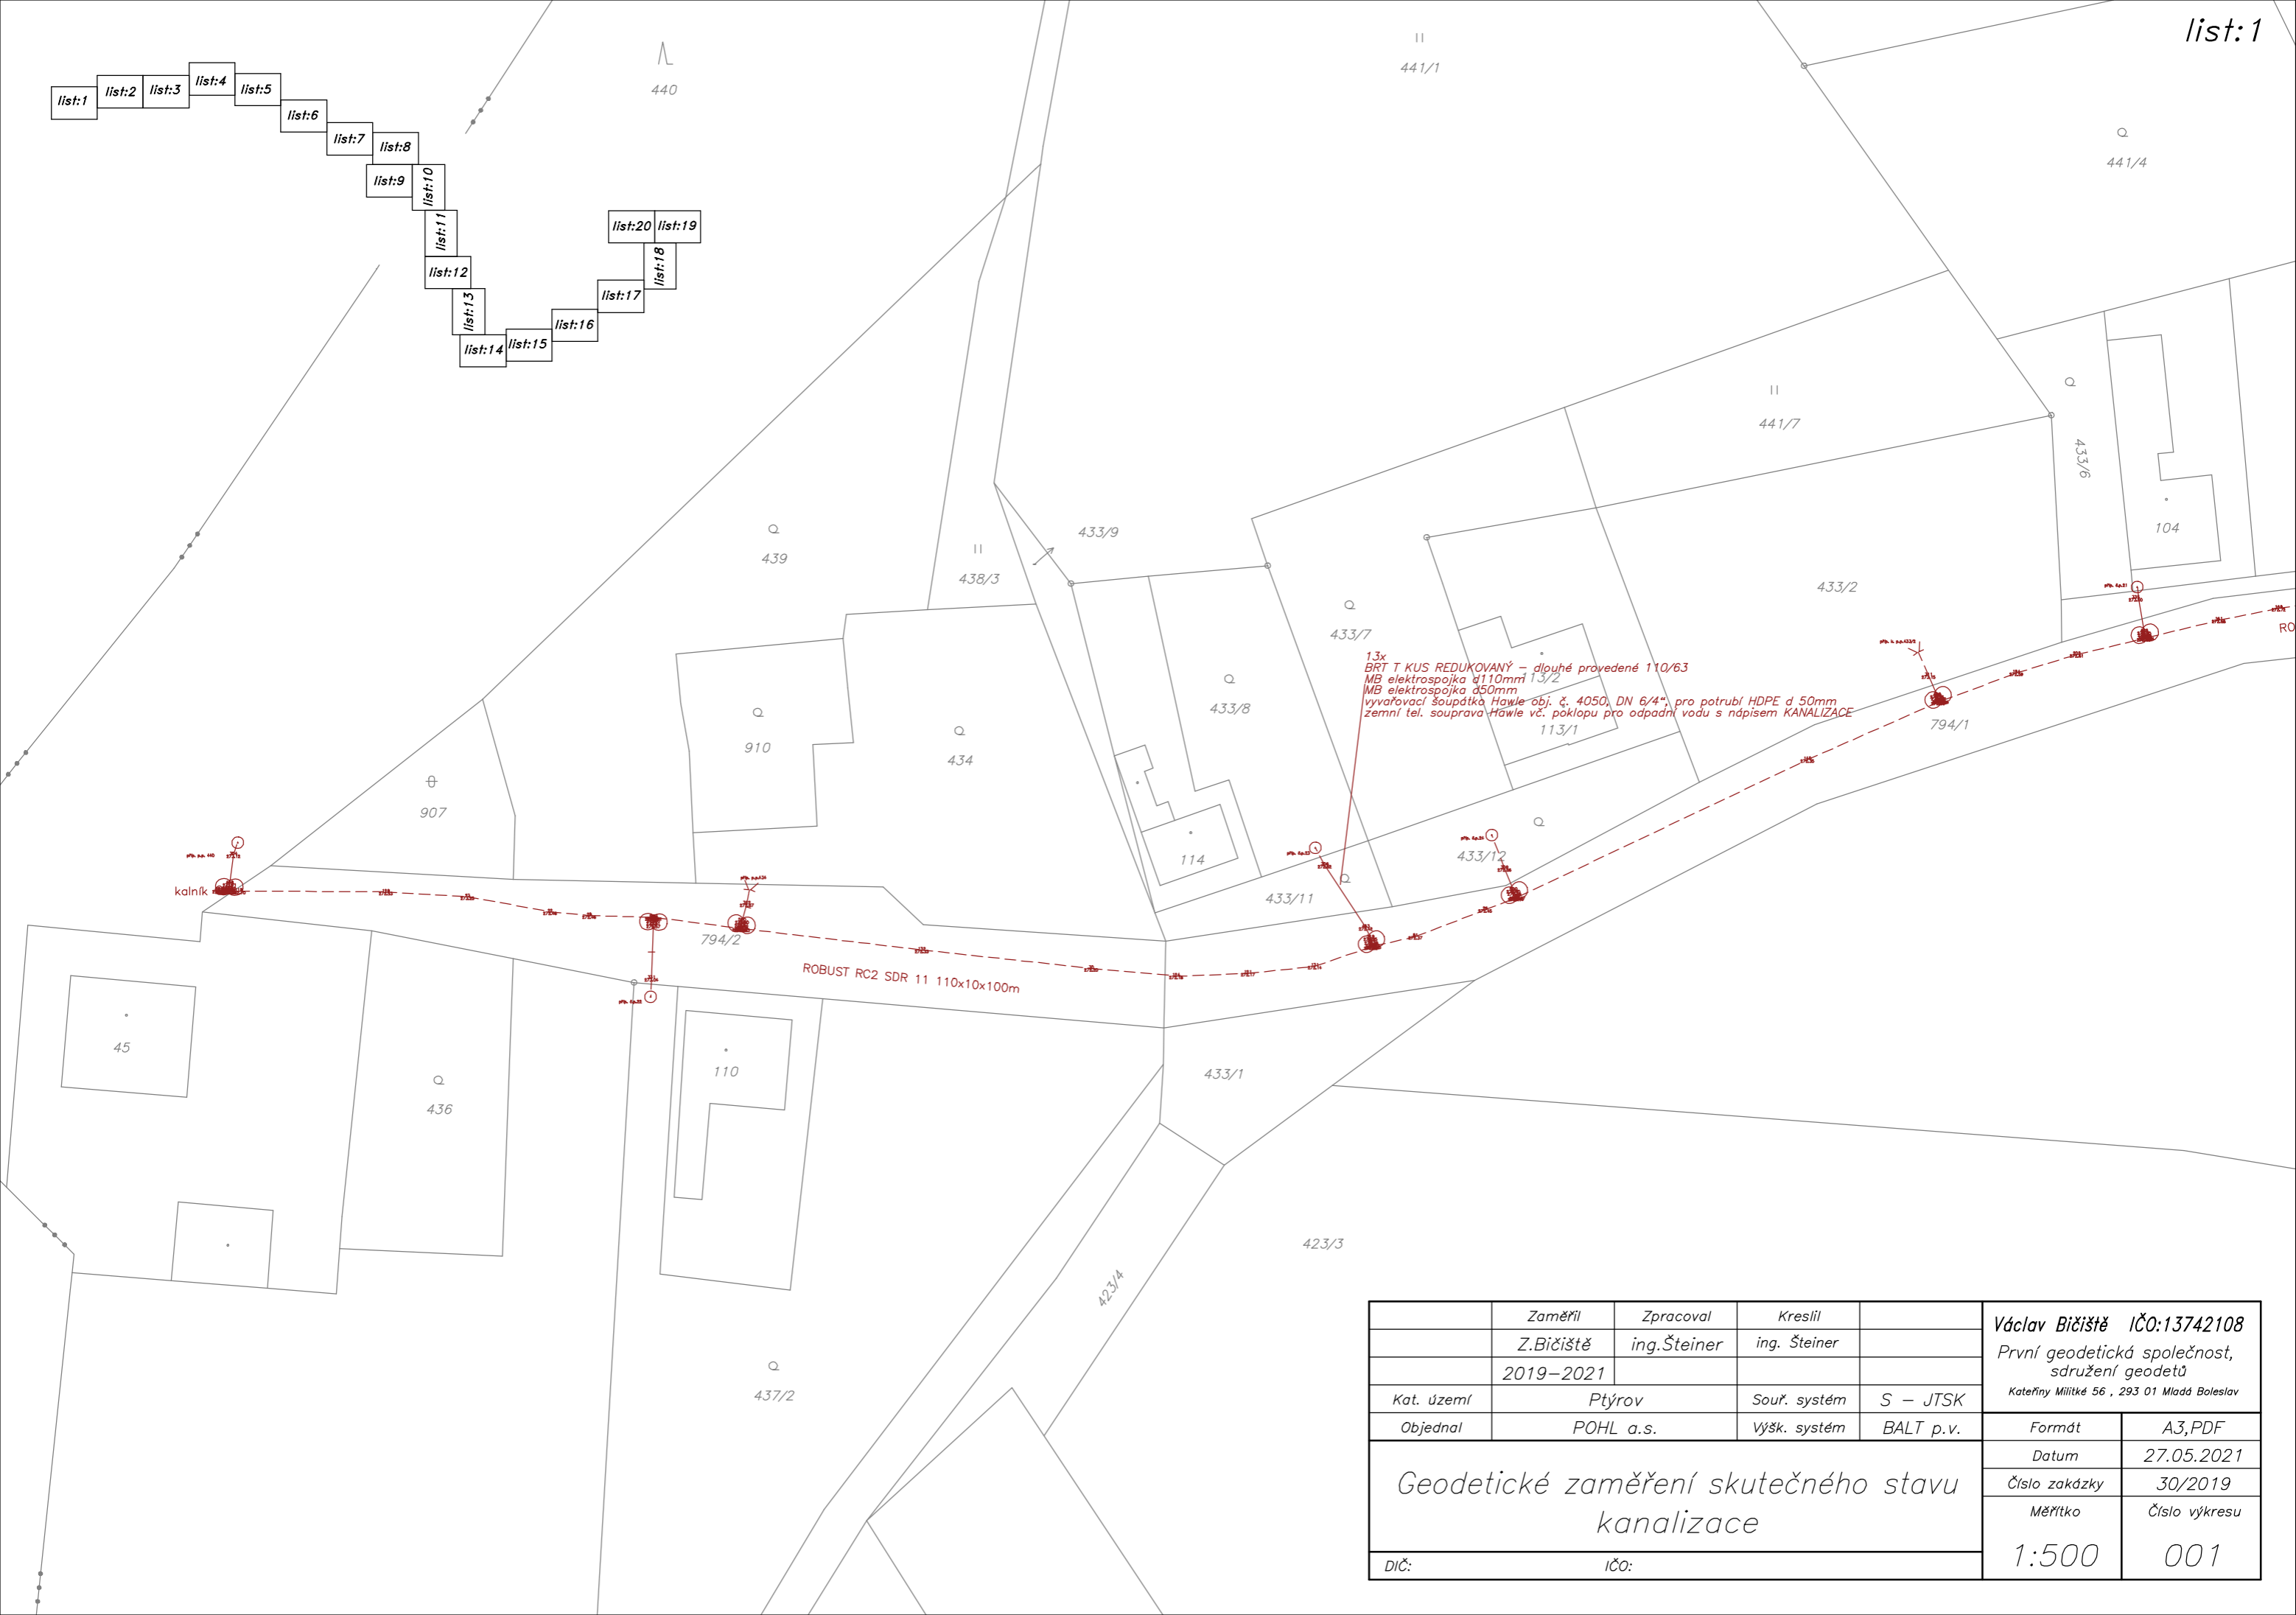 list:1
list:1
list:2
list:3
list:4
list:5
list:6
list:7
list:8
list:9
list:10
list:11
list:12
list:13
list:14
list:15
list:16
list:17
list:18
list:20
list:19
440
441/1
441/4
441/7
433/6
104
433/9
439
438/3
433/2
433/7
13x
BRT T KUS REDUKOVANÝ – dlouhé provedené 110/63
MB elektrospojka d110mm
MB elektrospojka d50mm
vyvařovací šoupátko Hawle obj. č. 4050, DN 6/4", pro potrubí HDPE d 50mm
zemní tel. souprava Hawle vč. poklopu pro odpadní vodu s nápisem KANALIZACE
113/2
113/1
433/8
794/1
RO
910
434
907
114
433/12
433/11
kalník
794/2
ROBUST RC2 SDR 11 110x10x100m
45
436
110
433/1
423/3
423/4
437/2
Zaměřil
Zpracoval
Kreslil
Z.Bičiště
ing.Šteiner
ing. Šteiner
2019–2021
Kat. území
Ptýrov
Souř. systém
S – JTSK
Objednal
POHL a.s.
Výšk. systém
BALT p.v.
Geodetické zaměření skutečného stavu
kanalizace
DIČ:
IČO:
Václav Bičiště IČO:13742108
První geodetická společnost,
sdružení geodetů
Kateřiny Militké 56 , 293 01 Mladá Boleslav
Formát
A3,PDF
Datum
27.05.2021
Číslo zakázky
30/2019
Měřítko
Číslo výkresu
1:500
001